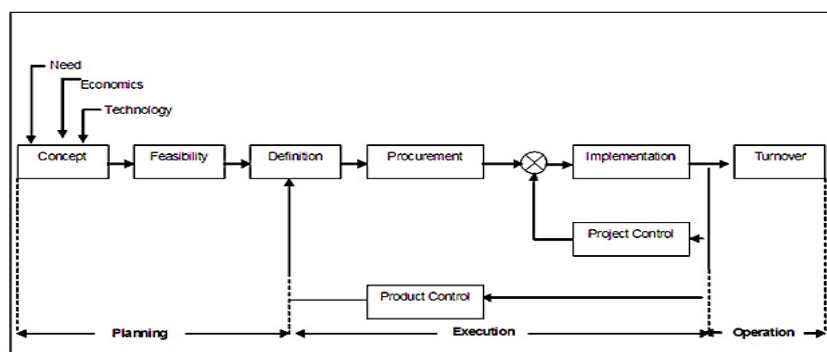 Need
Economics
Technology
Concept
Feasibility
Definition
Procurement
Implementation
Turnover
Project Control
Product Control
Planning
Execution
Operation